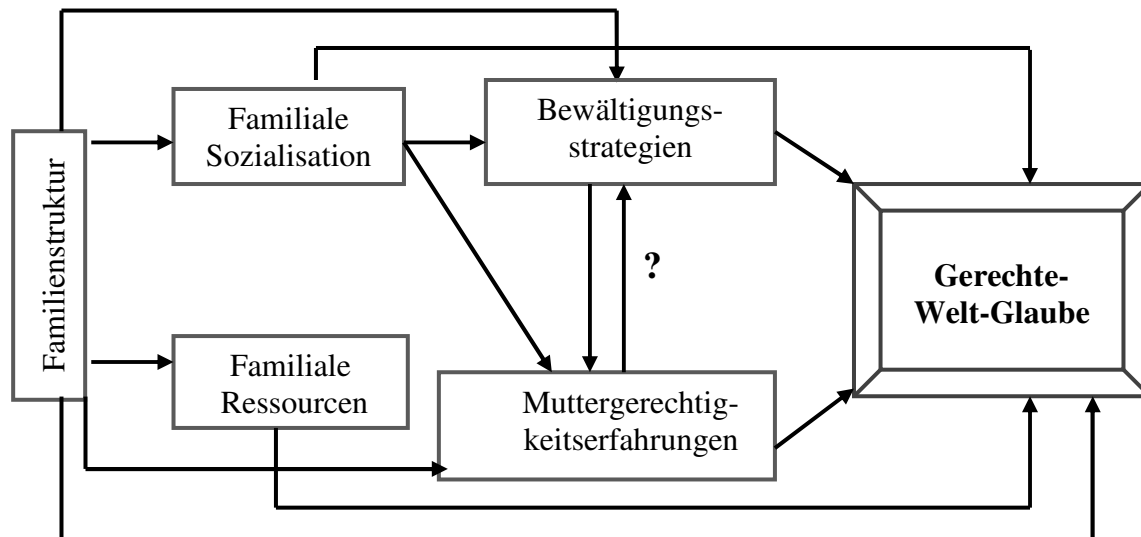 Familienstruktur
Familiale
Sozialisation
Bewältigungs-
strategien
?
Gerechte-
Welt-Glaube
Familiale
Ressourcen
Muttergerechtig-
keitserfahrungen